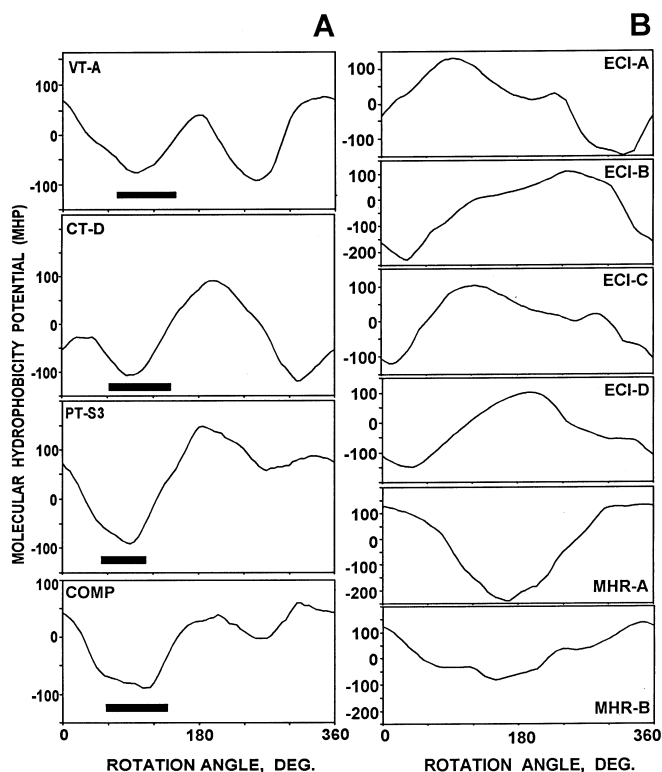 A
B
MOLECULAR HYDROPHOBICITY POTENTIAL (MHP)
VT-A
100
0
-100
CT-D
100
0
-100
PT-S3
100
0
-100
COMP
100
0
-100
0 180 360
ROTATION ANGLE, DEG.
ECI-A
100
0
-100
ECI-B
100
0
-100
-200
ECI-C
100
0
-100
ECI-D
100
0
-100
MHR-A
100
0
-100
-200
MHR-B
100
0
-100
-200
0 180 360
ROTATION ANGLE, DEG.